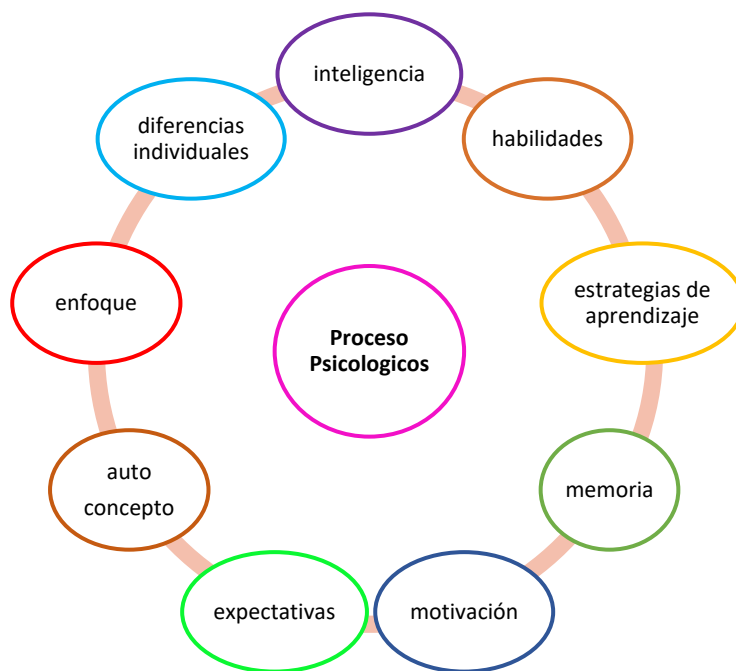 inteligencia
habilidades
estrategias de
aprendizaje
memoria
motivación
expectativas
auto
concepto
enfoque
diferencias
individuales
Proceso
Psicologicos